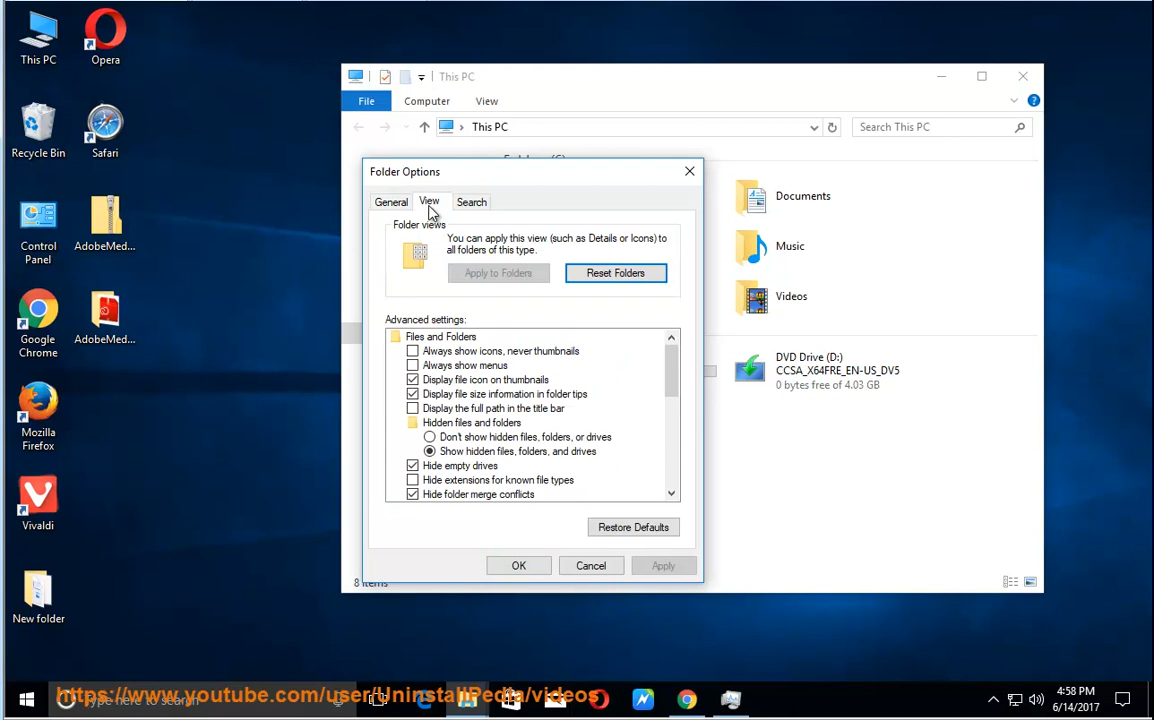 This PC
Opera
Recycle Bin
Safari
Control
Panel
AdobeMed...
Google
Chrome
AdobeMed...
Mozilla
Firefox
Vivaldi
New folder
This PC
File
Computer
View
This PC
Search This PC
Documents
Music
Videos
DVD Drive (D:)
CCSA_X64FRE_EN-US_DV5
0 bytes free of 4.03 GB
8 items
Folder Options
General
View
Search
Folder views
You can apply this view (such as Details or Icons) to
all folders of this type.
Apply to Folders
Reset Folders
Advanced settings:
Files and Folders
Always show icons, never thumbnails
Always show menus
Display file icon on thumbnails
Display file size information in folder tips
Display the full path in the title bar
Hidden files and folders
Don't show hidden files, folders, or drives
Show hidden files, folders, and drives
Hide empty drives
Hide extensions for known file types
Hide folder merge conflicts
Restore Defaults
OK
Cancel
Apply
Type here to search
https://www.youtube.com/user/UninstallPedia/videos
4:58 PM
6/14/2017